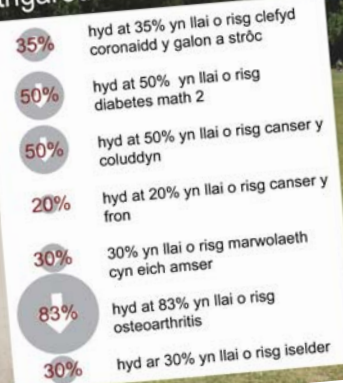 35%
hyd at 35% yn llai o risg clefyd
coronaidd y galon a strôc
50%
hyd at 50% yn llai o risg
diabetes math 2
50%
hyd at 50% yn llai o risg canser y
coluddyn
20%
hyd at 20% yn llai o risg canser y
fron
30%
30% yn llai o risg marwolaeth
cyn eich amser
83%
hyd at 83% yn llai o risg
osteoarthritis
30%
hyd ar 30% yn llai o risg iselder